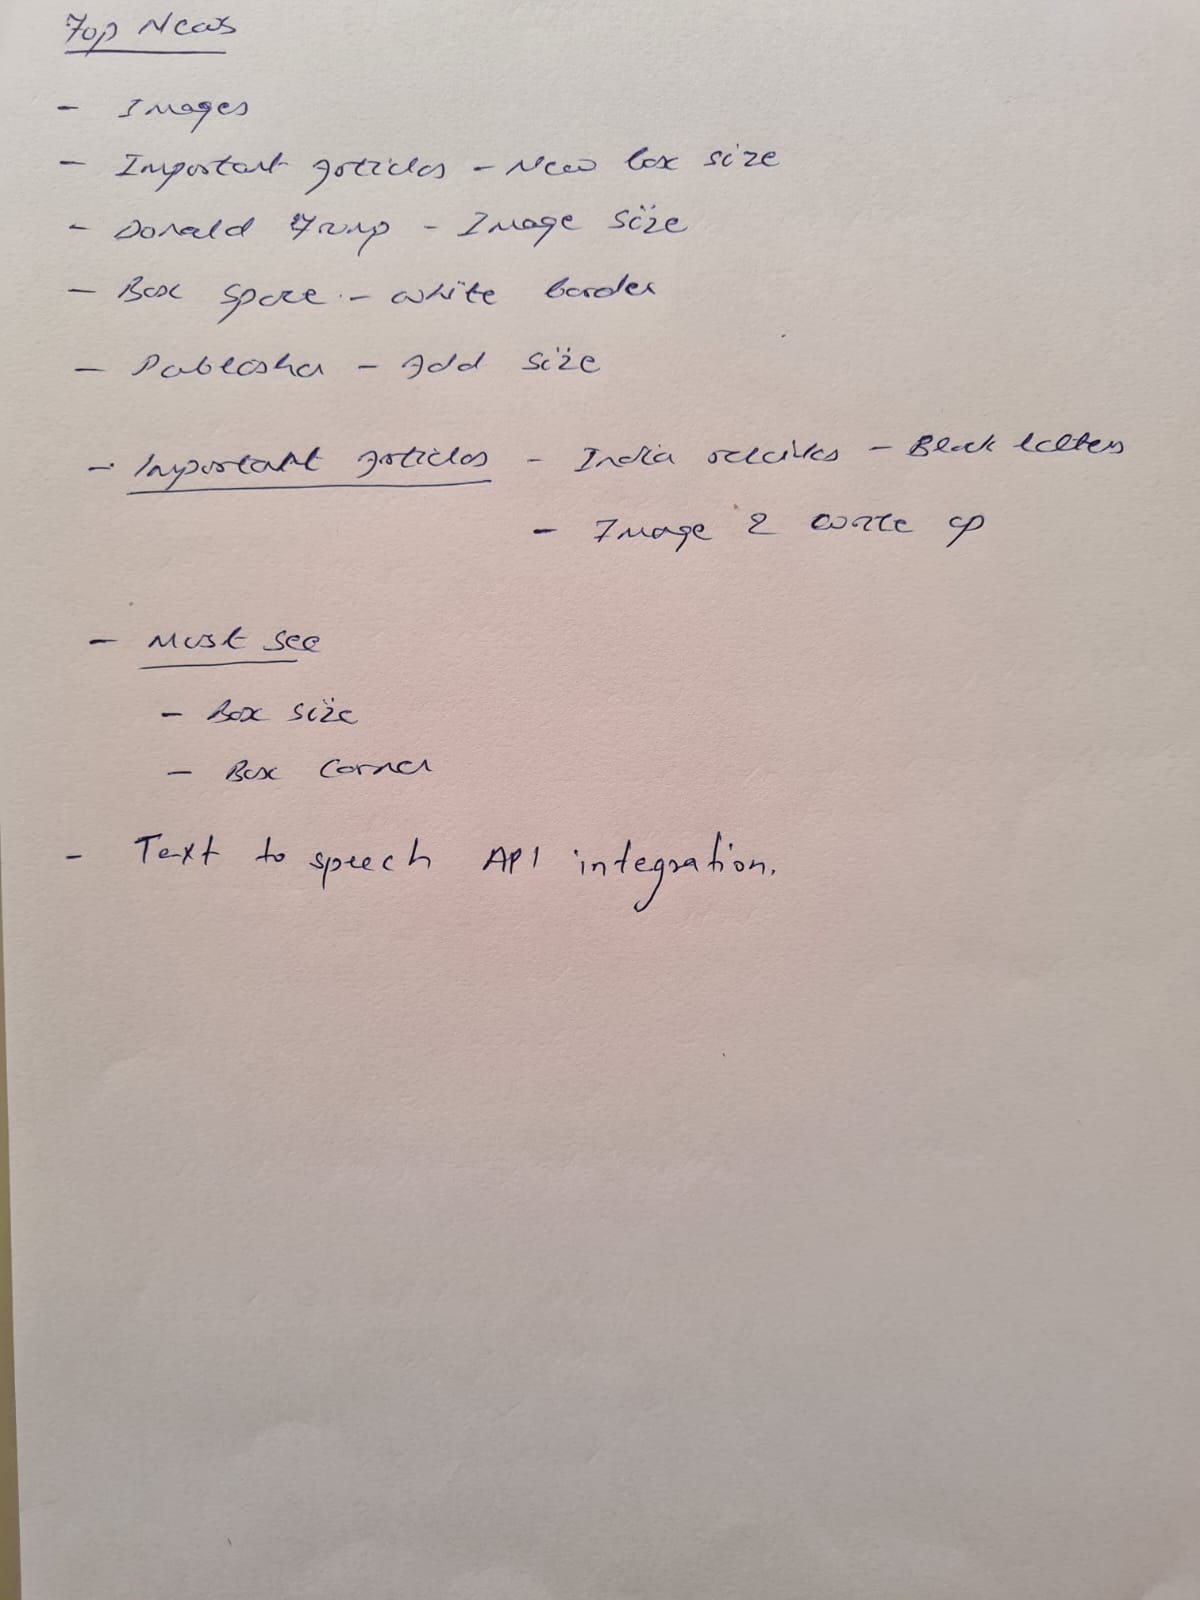 Top News
- Images
- Important articles - New box size
- Donald Trump - Image size
- Box space - white border
- Publisher - Add size
- Important articles - India - Black letters
- Image & write up
- Must see
- Box size
- Box corner
- Text to speech API integration.